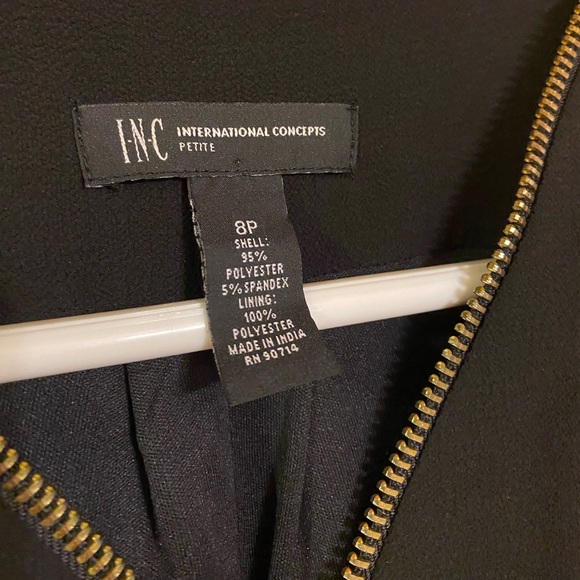 I·N·C INTERNATIONAL CONCEPTS
PETITE
8P
SHELL:
95%
POLYESTER
5% SPANDEX
LINING:
100%
POLYESTER
MADE IN INDIA
RN 90714